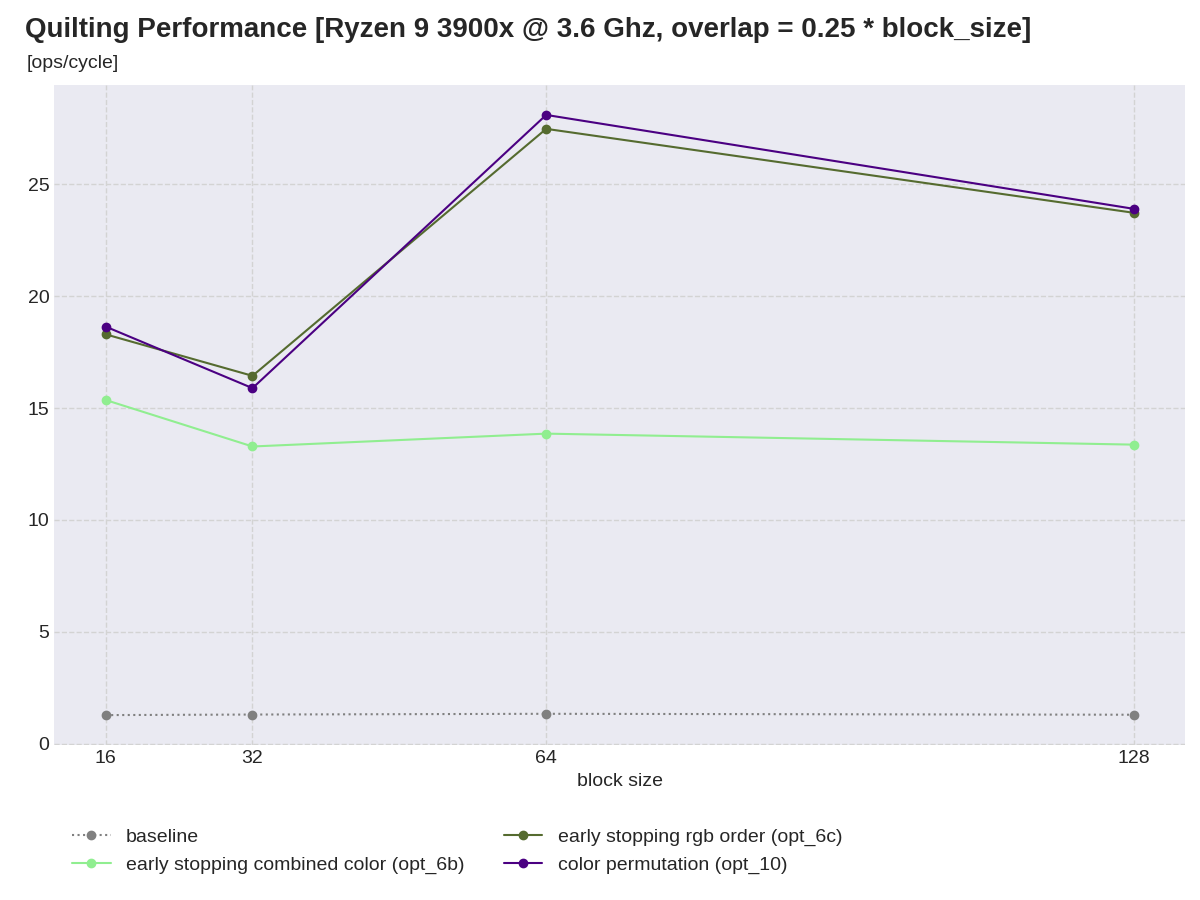 Quilting Performance [Ryzen 9 3900x @ 3.6 Ghz, overlap = 0.25 * block_size]
[ops/cycle]
25
20
15
10
5
0
16 32 64 128
block size
baseline early stopping rgb order (opt_6c)
early stopping combined color (opt_6b) color permutation (opt_10)